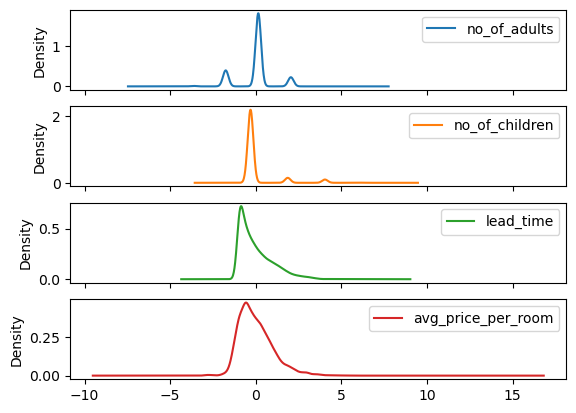 Density
1
0
no_of_adults
Density
2
0
no_of_children
Density
0.5
0.0
lead_time
Density
0.25
0.00
avg_price_per_room
−10 −5 0 5 10 15